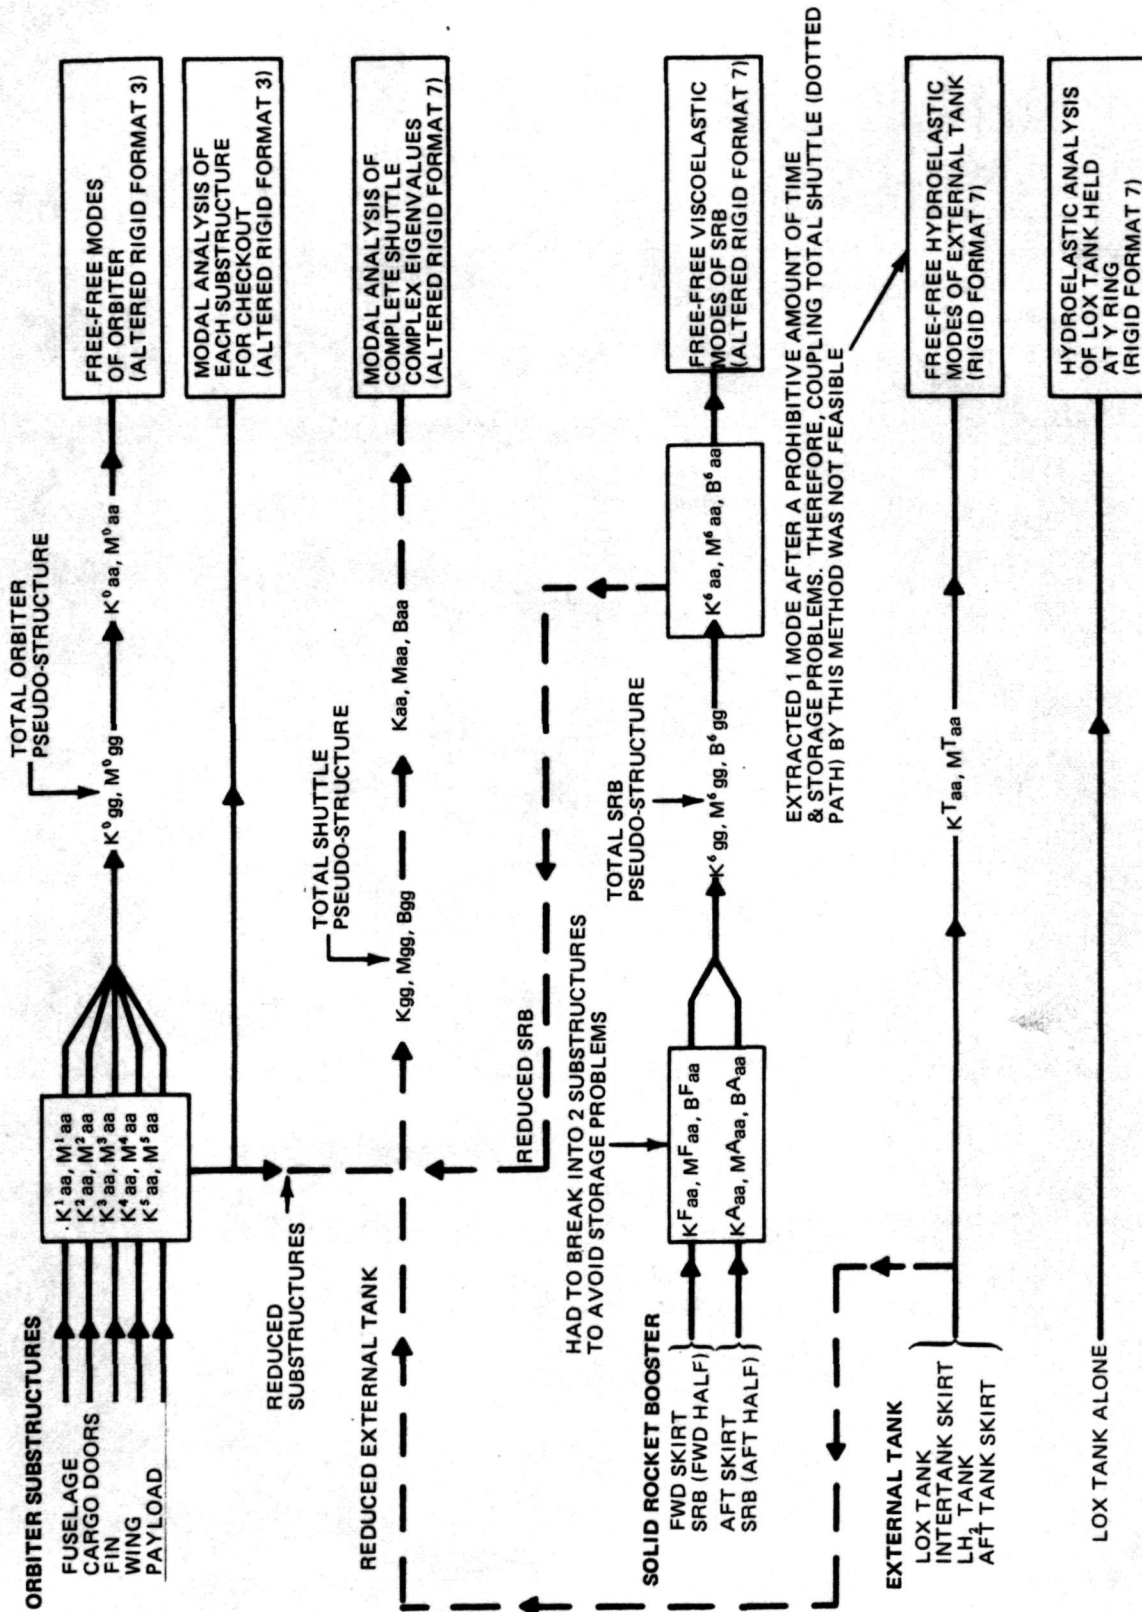 ORBITER SUBSTRUCTURES
FUSELAGE
CARGO DOORS
FIN
WING
PAYLOAD
K¹aa, M¹aa
K²aa, M²aa
K³aa, M³aa
K⁴aa, M⁴aa
K⁵aa, M⁵aa
TOTAL ORBITER
PSEUDO-STRUCTURE
K⁰gg, M⁰gg
K⁰aa, M⁰aa
FREE-FREE MODES
OF ORBITER
(ALTERED RIGID FORMAT 3)
MODAL ANALYSIS OF
EACH SUBSTRUCTURE
FOR CHECKOUT
(ALTERED RIGID FORMAT 3)
REDUCED
SUBSTRUCTURES
TOTAL SHUTTLE
PSEUDO-STRUCTURE
REDUCED EXTERNAL TANK
Kgg, Mgg, Bgg
Kaa, Maa, Baa
MODAL ANALYSIS OF
COMPLETE SHUTTLE
COMPLEX EIGENVALUES
(ALTERED RIGID FORMAT 7)
REDUCED SRB
HAD TO BREAK INTO 2 SUBSTRUCTURES
TO AVOID STORAGE PROBLEMS
TOTAL SRB
PSEUDO-STRUCTURE
SOLID ROCKET BOOSTER
FWD SKIRT
SRB (FWD HALF)
AFT SKIRT
SRB (AFT HALF)
Kᶠaa, Mᶠaa, Bᶠaa
Kᴬaa, Mᴬaa, Bᴬaa
K⁶gg, M⁶gg, B⁶gg
K⁶aa, M⁶aa, B⁶aa
FREE-FREE VISCOELASTIC
MODES OF SRB
(ALTERED RIGID FORMAT 7)
EXTRACTED 1 MODE AFTER A PROHIBITIVE AMOUNT OF TIME
& STORAGE PROBLEMS. THEREFORE, COUPLING TOTAL SHUTTLE (DOTTED
PATH) BY THIS METHOD WAS NOT FEASIBLE
EXTERNAL TANK
LOX TANK
INTERTANK SKIRT
LH₂ TANK
AFT TANK SKIRT
Kᵀaa, Mᵀaa
FREE-FREE HYDROELASTIC
MODES OF EXTERNAL TANK
(RIGID FORMAT 7)
LOX TANK ALONE
HYDROELASTIC ANALYSIS
OF LOX TANK HELD
AT Y RING
(RIGID FORMAT 7)